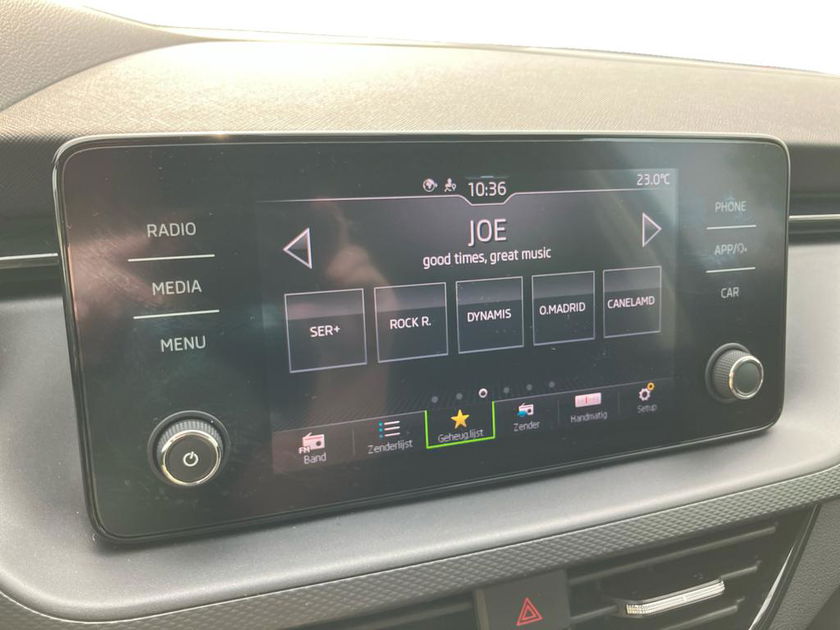 RADIO
MEDIA
MENU
10:36
23.0°C
JOE
good times, great music
SER+
ROCK R.
DYNAMIS
O.MADRID
CANELAMD
FM
Band
Zenderlijst
Geheug.lijst
Zender
Handmatig
Setup
PHONE
APP/
CAR